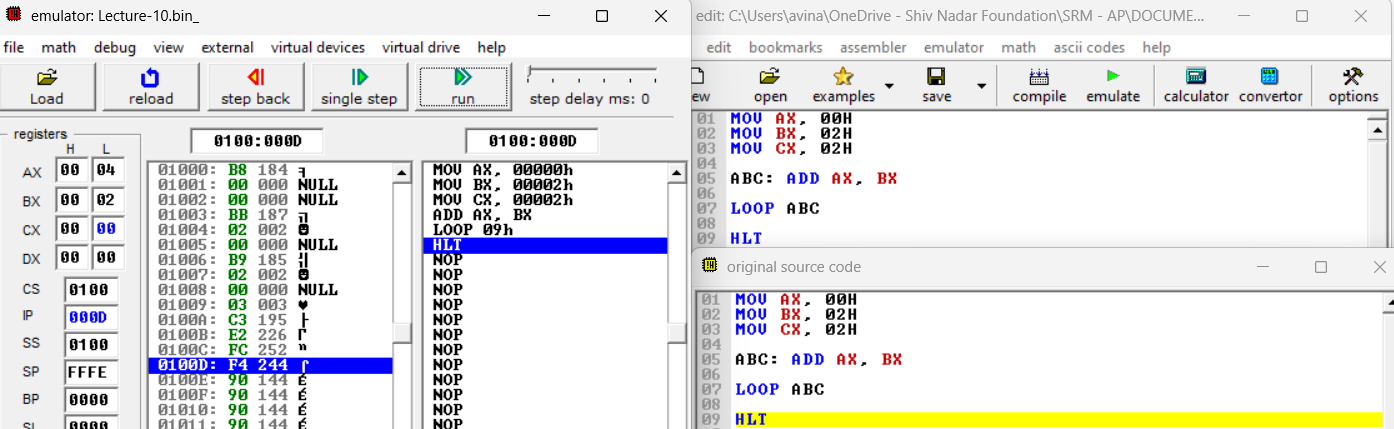 emulator: Lecture-10.bin_
file math debug view external virtual devices virtual drive help
Load reload step back single step run step delay ms: 0
registers
H L
AX 00 04
BX 00 02
CX 00 00
DX 00 00
CS 0100
IP 000D
SS 0100
SP FFFE
BP 0000
SI 0000
0100:000D
01000: B8 184 ╕
01001: 00 000 NULL
01002: 00 000 NULL
01003: BB 187 ╗
01004: 02 002 ☻
01005: 00 000 NULL
01006: B9 185 ╣
01007: 02 002 ☻
01008: 00 000 NULL
01009: 03 003 ♥
0100A: C3 195 ├
0100B: E2 226 Γ
0100C: FC 252 ⁿ
0100D: F4 244 ⌠
0100E: 90 144 É
0100F: 90 144 É
01010: 90 144 É
01011: 90 144 É
0100:000D
MOV AX, 00000h
MOV BX, 00002h
MOV CX, 00002h
ADD AX, BX
LOOP 09h
HLT
NOP
NOP
NOP
NOP
NOP
NOP
NOP
NOP
NOP
NOP
NOP
NOP
edit: C:\Users\avina\OneDrive - Shiv Nadar Foundation\SRM - AP\DOCUME...
edit bookmarks assembler emulator math ascii codes help
ew open examples save compile emulate calculator convertor options
01 MOV AX, 00H
02 MOV BX, 02H
03 MOV CX, 02H
04
05 ABC: ADD AX, BX
06
07 LOOP ABC
08
09 HLT
original source code
01 MOV AX, 00H
02 MOV BX, 02H
03 MOV CX, 02H
04
05 ABC: ADD AX, BX
06
07 LOOP ABC
08
09 HLT